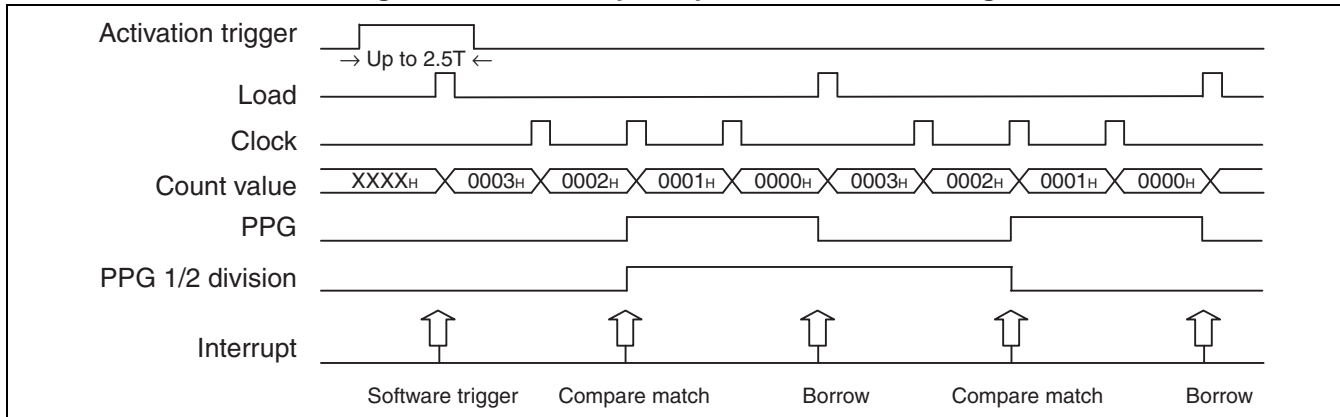 Activation trigger
→ Up to 2.5T ←
Load
Clock
Count value XXXXH 0003H 0002H 0001H 0000H 0003H 0002H 0001H 0000H
PPG
PPG 1/2 division
Interrupt
Software trigger Compare match Borrow Compare match Borrow